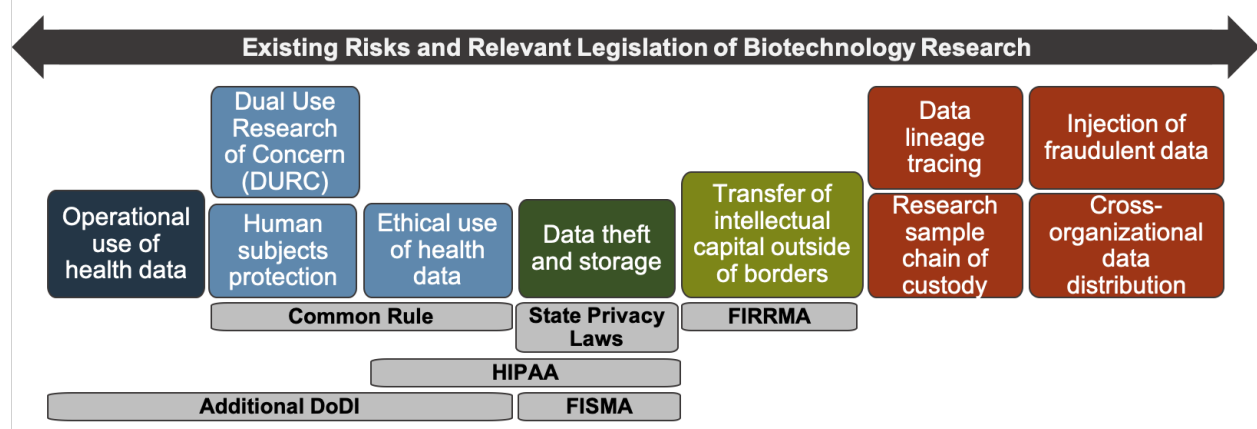 Existing Risks and Relevant Legislation of Biotechnology Research
Dual Use
Research
of Concern
(DURC)
Data
lineage
tracing
Injection of
fraudulent data
Operational
use of
health data
Human
subjects
protection
Ethical use
of health
data
Data theft
and storage
Transfer of
intellectual
capital outside
of borders
Research
sample
chain of
custody
Cross-
organizational
data
distribution
Common Rule
State Privacy
Laws
FIRRMA
HIPAA
Additional DoDI
FISMA